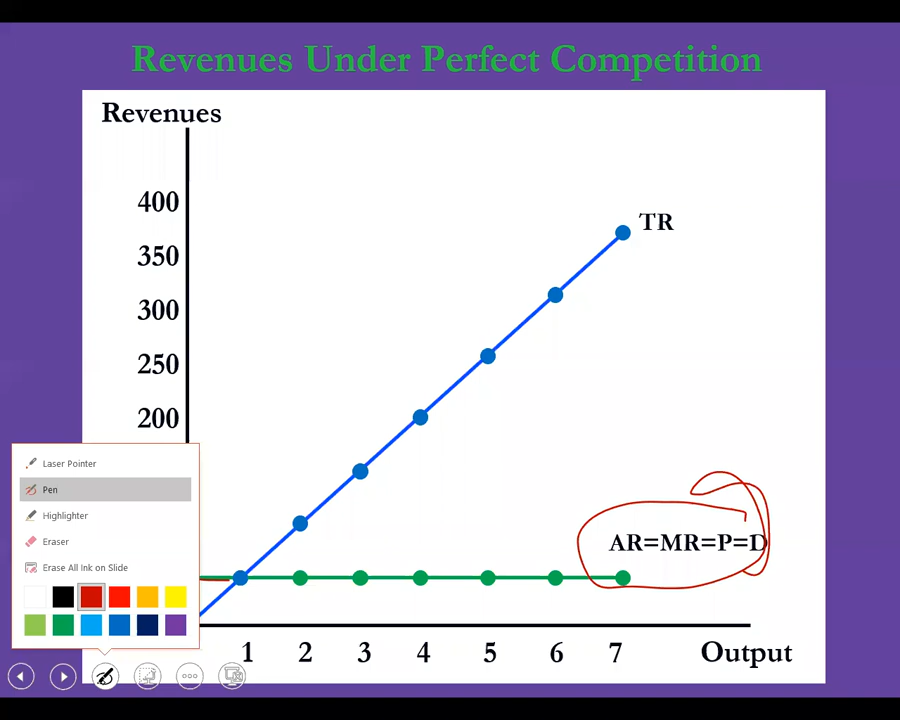 Revenues Under Perfect Competition
Revenues
400
TR
350
300
250
200
Laser Pointer
Pen
Highlighter
AR=MR=P=D
Eraser
Erase All Ink on Slide
1 2 3 4 5 6 7 Output